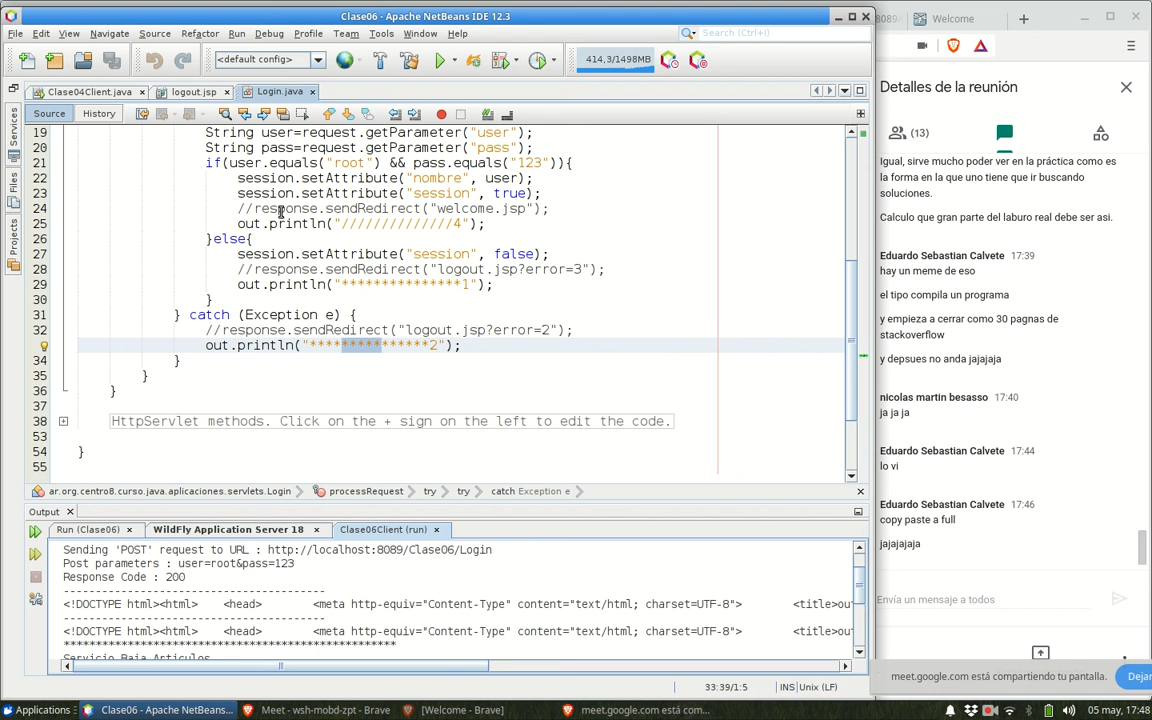 Clase06 - Apache NetBeans IDE 12.3
File Edit View Navigate Source Refactor Run Debug Profile Team Tools Window Help
Search (Ctrl+I)
<default config>
414,3/1498MB
Clase04Client.java
logout.jsp
Login.java
Source
History
Services
Files
Projects
19 String user=request.getParameter("user");
20 String pass=request.getParameter("pass");
21 if(user.equals("root") && pass.equals("123")){
22 session.setAttribute("nombre", user);
23 session.setAttribute("session", true);
24 //response.sendRedirect("welcome.jsp");
25 out.println("//////////////4");
26 }else{
27 session.setAttribute("session", false);
28 //response.sendRedirect("logout.jsp?error=3");
29 out.println("***************1");
30 }
31 } catch (Exception e) {
32 //response.sendRedirect("logout.jsp?error=2");
out.println("***************2");
34 }
35 }
36 }
37
38 HttpServlet methods. Click on the + sign on the left to edit the code.
53
54 }
55
ar.org.centro8.curso.java.aplicaciones.servlets.Login
processRequest
try
try
catch Exception e
Output
Run (Clase06)
WildFly Application Server 18
Clase06Client (run)
Sending 'POST' request to URL : http://localhost:8089/Clase06/Login
Post parameters : user=root&pass=123
Response Code : 200
----------------------------------------
<!DOCTYPE html><html> <head> <meta http-equiv="Content-Type" content="text/html; charset=UTF-8"> <title>ou
----------------------------------------
<!DOCTYPE html><html> <head> <meta http-equiv="Content-Type" content="text/html; charset=UTF-8"> <title>ou
***************************************************
Servicio Baja Articulos
33:39/1:5
INS
Unix (LF)
8089/
Welcome
Detalles de la reunión
(13)
Igual, sirve mucho poder ver en la práctica como es
la forma en la que uno tiene que ir buscando
soluciones.
Calculo que gran parte del laburo real debe ser asi.
Eduardo Sebastian Calvete 17:39
hay un meme de eso
el tipo compila un programa
y empieza a cerrar como 30 pagnas de
stackoverflow
y depsues no anda jajajaja
nicolas martin besasso 17:40
ja ja ja
Eduardo Sebastian Calvete 17:44
lo vi
Eduardo Sebastian Calvete 17:46
copy paste a full
jajajajaja
Envía un mensaje a todos
meet.google.com está compartiendo tu pantalla.
Dejar
Applications
Clase06 - Apache NetBeans...
Meet - wsh-mobd-zpt - Brave
[Welcome - Brave]
meet.google.com está com...
05 may, 17:48